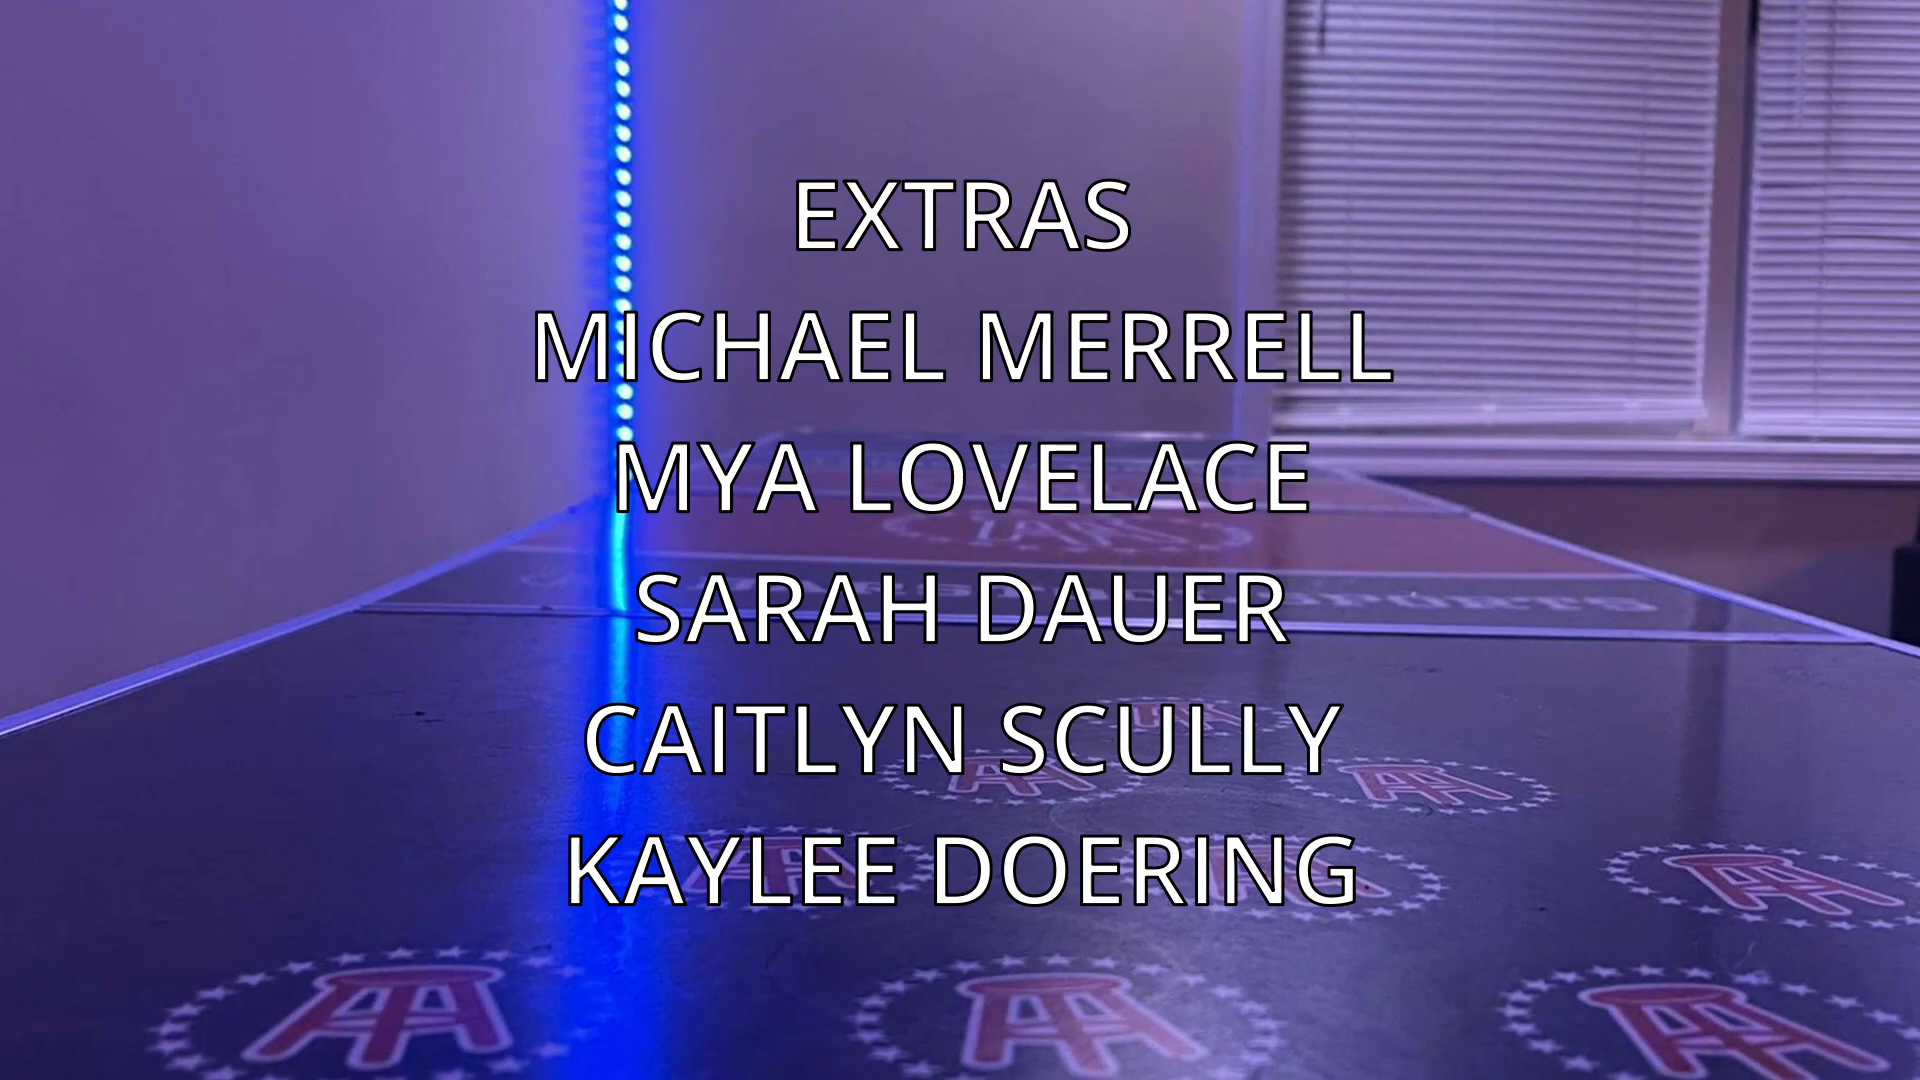 EXTRAS
MICHAEL MERRELL
MYA LOVELACE
SARAH DAUER
CAITLYN SCULLY
KAYLEE DOERING